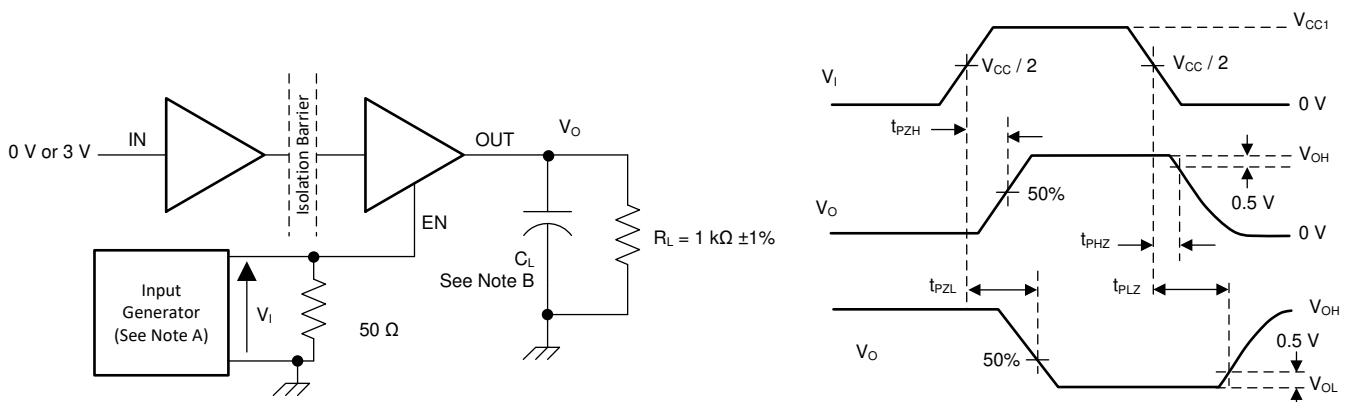 0 V or 3 V
IN
Isolation Barrier
OUT
VO
EN
Input
Generator
(See Note A)
VI
50 Ω
CL
See Note B
RL = 1 kΩ ±1%
VI
VCC / 2
VCC / 2
VCC1
0 V
tPZH
VO
50%
VOH
0.5 V
tPHZ
0 V
tPZL
tPLZ
VO
50%
VOH
0.5 V
VOL